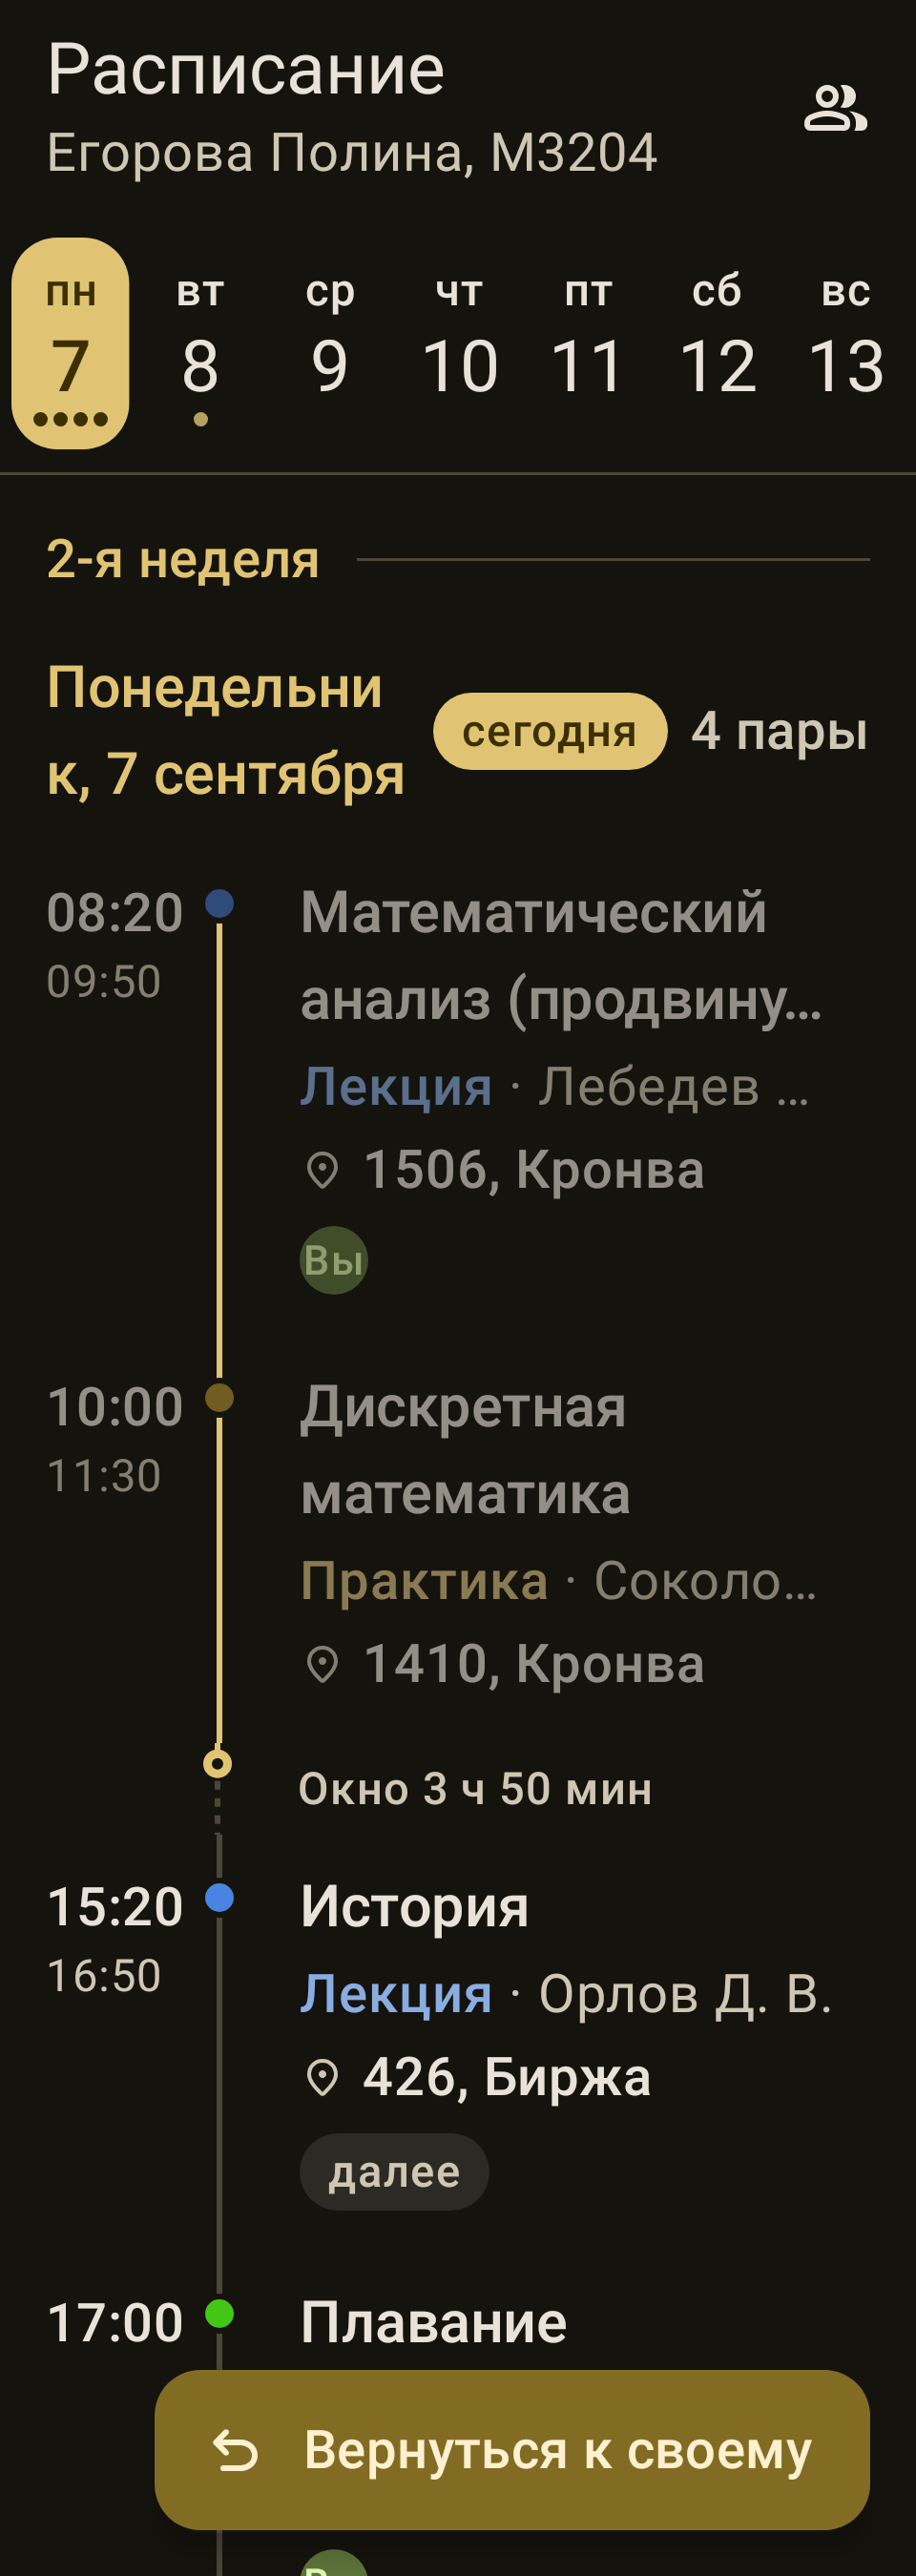 Расписание
Егорова Полина, М3204
пн вт ср чт пт сб вс
7 8 9 10 11 12 13
2-я неделя
Понедельни
к, 7 сентября
сегодня
4 пары
08:20
09:50
Математический
анализ (продвину…
Лекция · Лебедев …
1506, Кронва
Вы
10:00
11:30
Дискретная
математика
Практика · Соколо…
1410, Кронва
Окно 3 ч 50 мин
15:20
16:50
История
Лекция · Орлов Д. В.
426, Биржа
далее
17:00
Плавание
Вернуться к своему